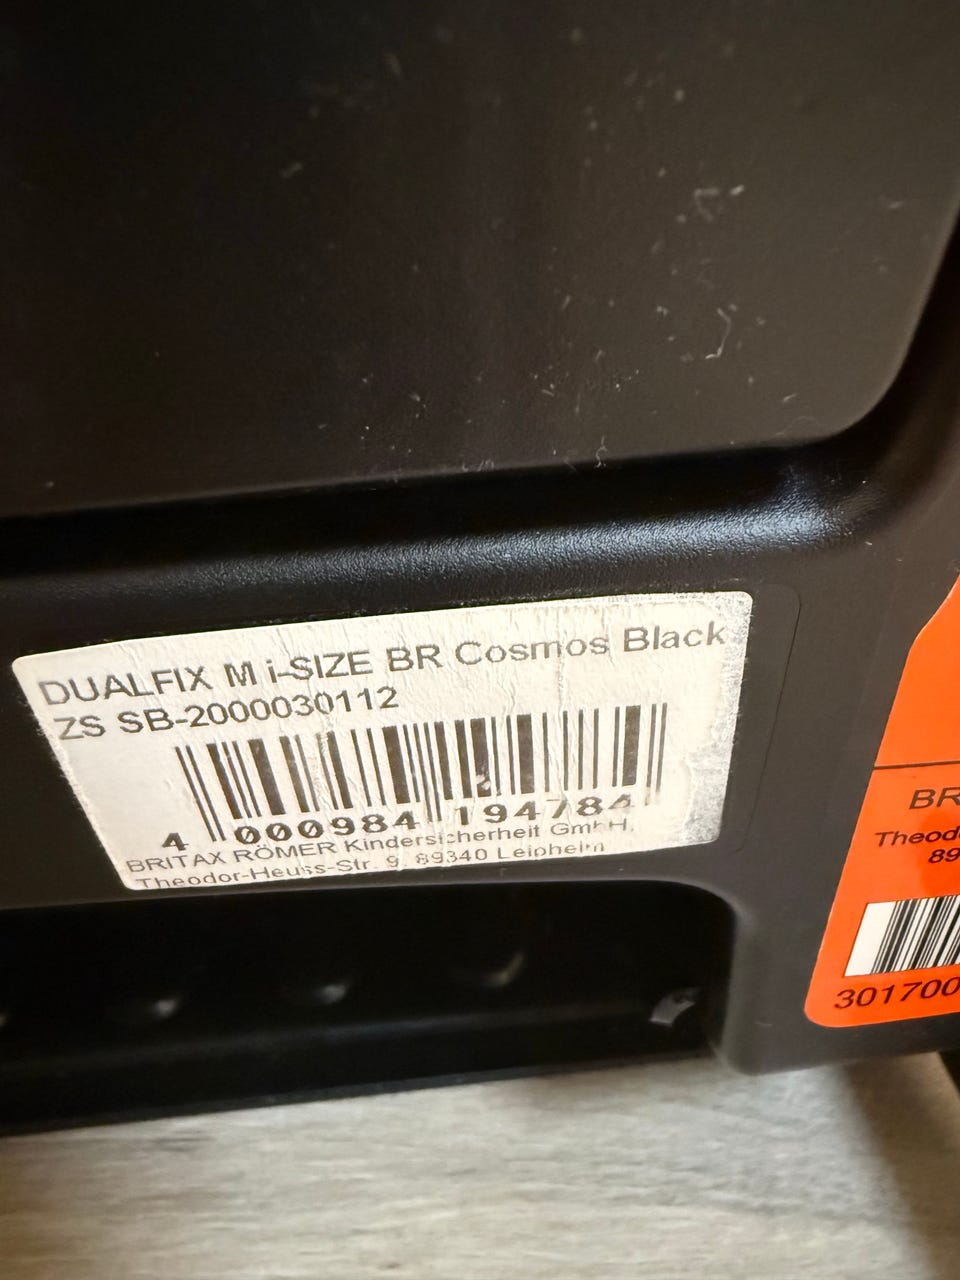 DUALFIX M i-SIZE BR Cosmos Black
ZS SB-2000030112
4 000984 194784
BRITAX RÖMER Kindersicherheit GmbH,
Theodor-Heuss-Str. 9, 89340 Leipheim
BR
Theod
89
301700